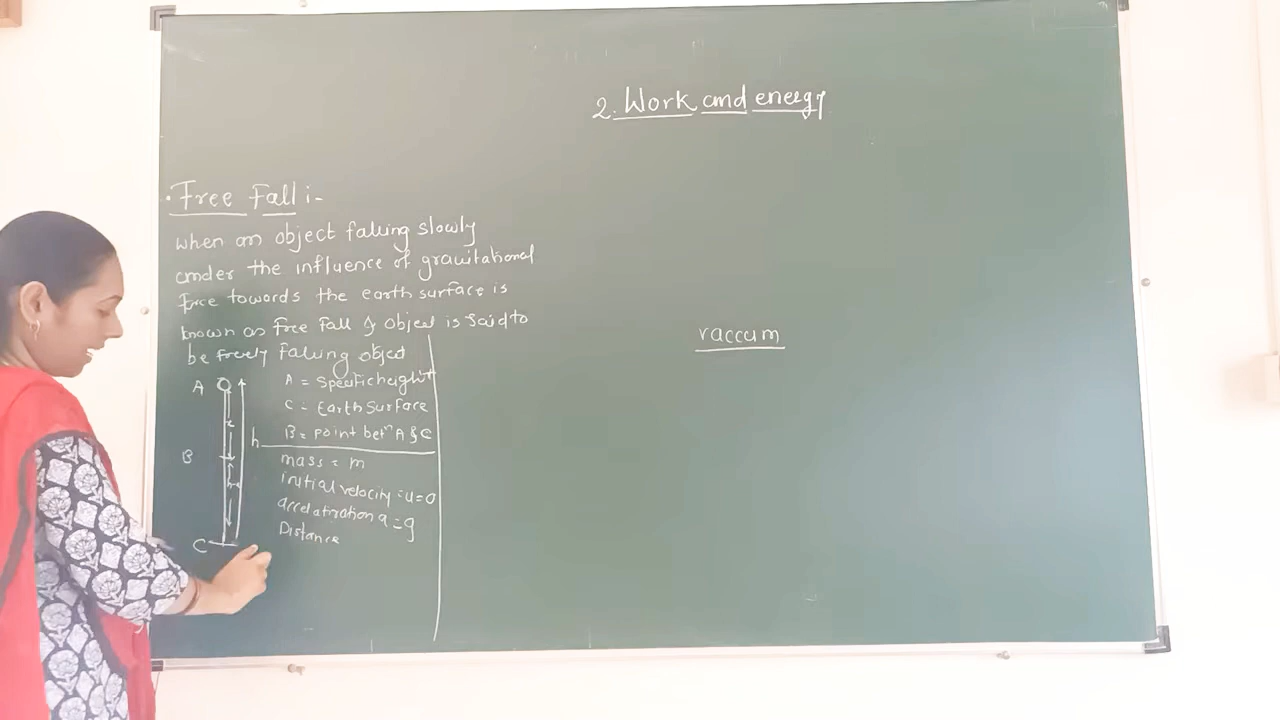 2. Work and energy
Free Fall :-
When an object falling slowly
under the influence of gravitational
Force towards the earth surface is
known as Free Fall & Object is said to
be freely Falling object
A = Specific height
C = Earth Surface
B = Point betⁿ A & C
mass = m
initial velocity = u = 0
accelatration a = g
Distance
A
x
B
h
C
vaccum